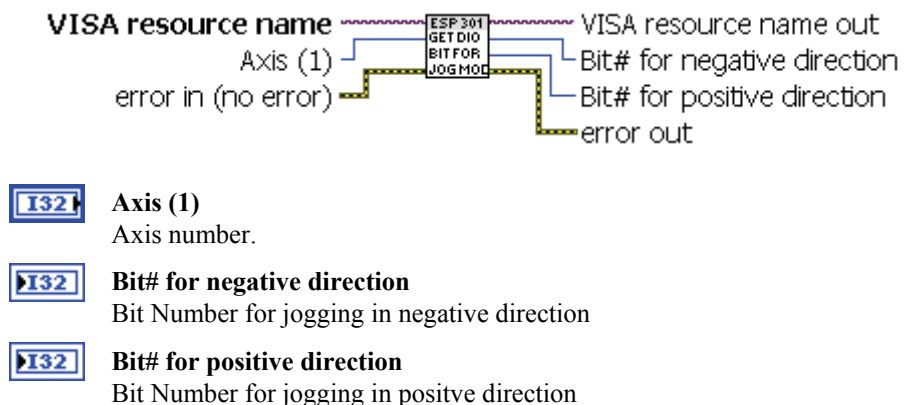 VISA resource name
ESP 301
GET DIO
BIT FOR
JOG MOD
VISA resource name out
Axis (1)
Bit# for negative direction
error in (no error)
Bit# for positive direction
error out
I32
Axis (1)
Axis number.
I32
Bit# for negative direction
Bit Number for jogging in negative direction
I32
Bit# for positive direction
Bit Number for jogging in positve direction